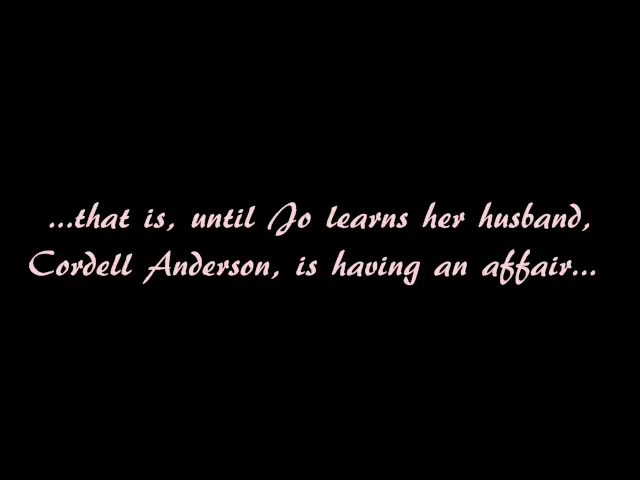 ...that is, until Jo learns her husband,
Cordell Anderson, is having an affair...